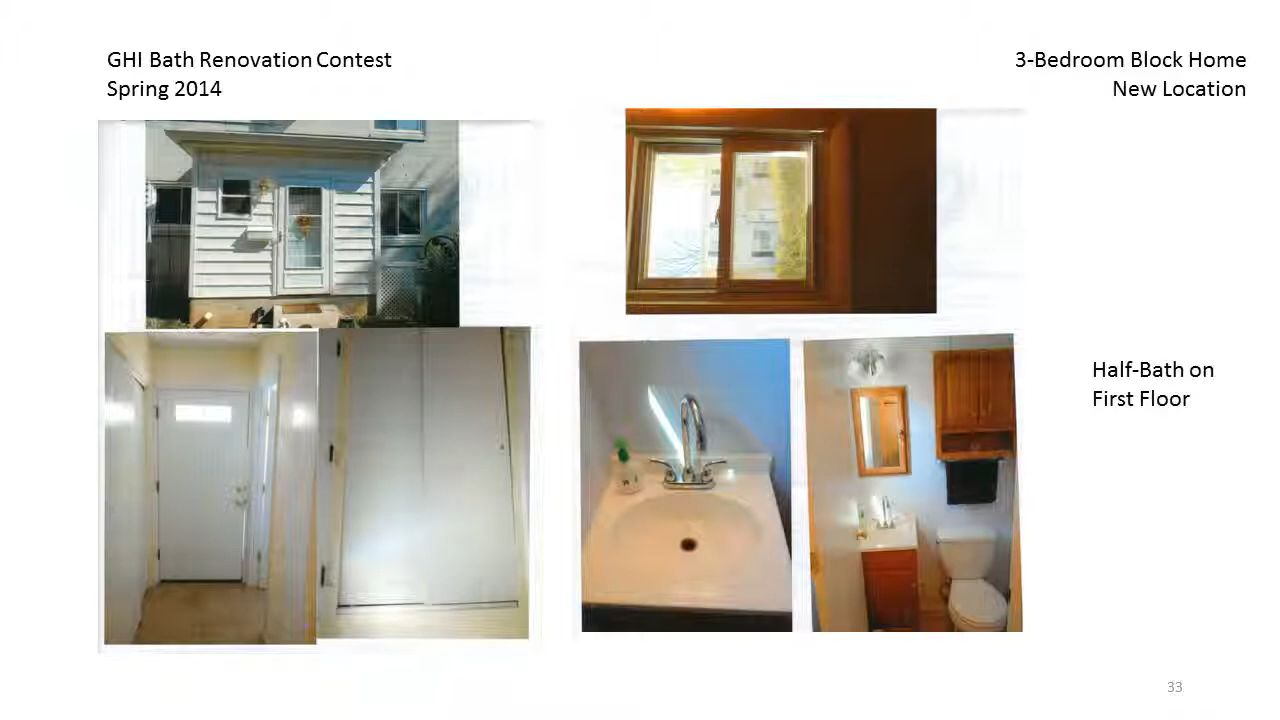 GHI Bath Renovation Contest
Spring 2014
3-Bedroom Block Home
New Location
Half-Bath on
First Floor
33